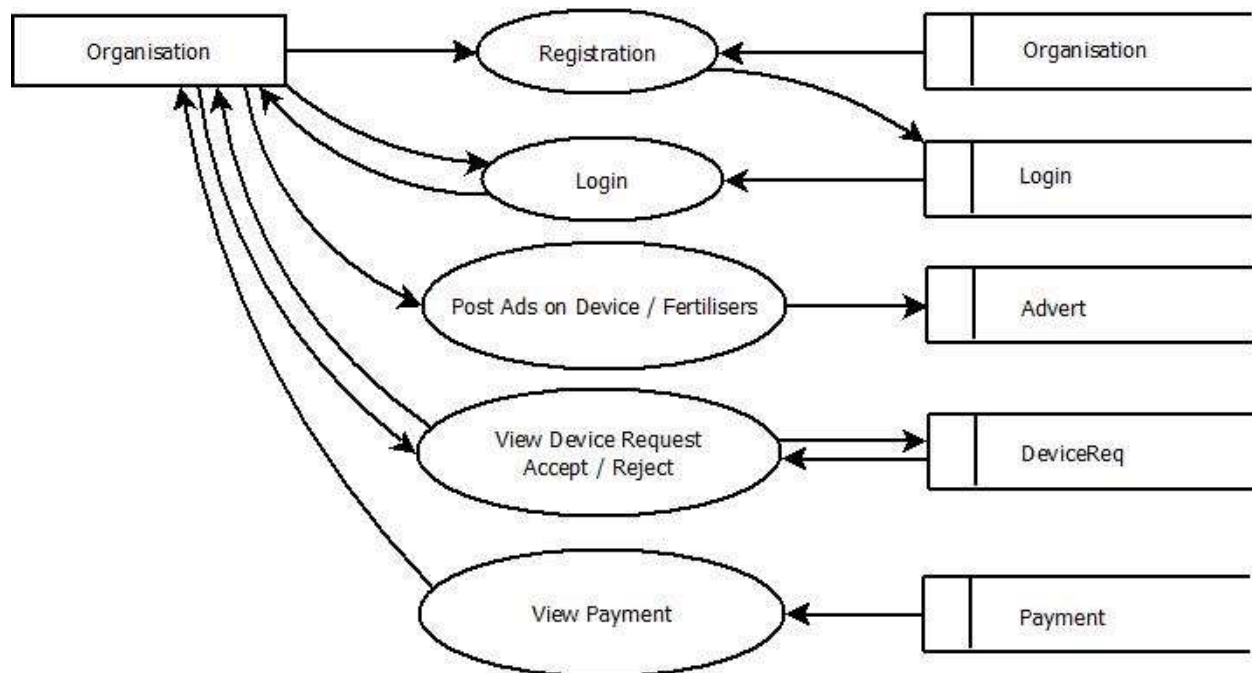 Organisation
Registration
Organisation
Login
Login
Post Ads on Device / Fertilisers
Advert
View Device Request
Accept / Reject
DeviceReq
View Payment
Payment